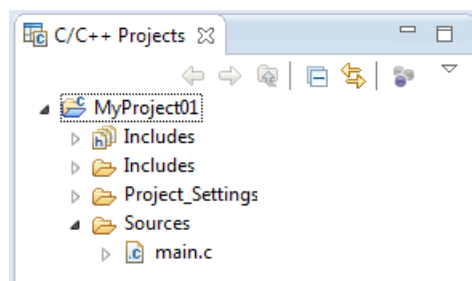 C/C++ Projects
MyProject01
Includes
Includes
Project_Settings
Sources
main.c